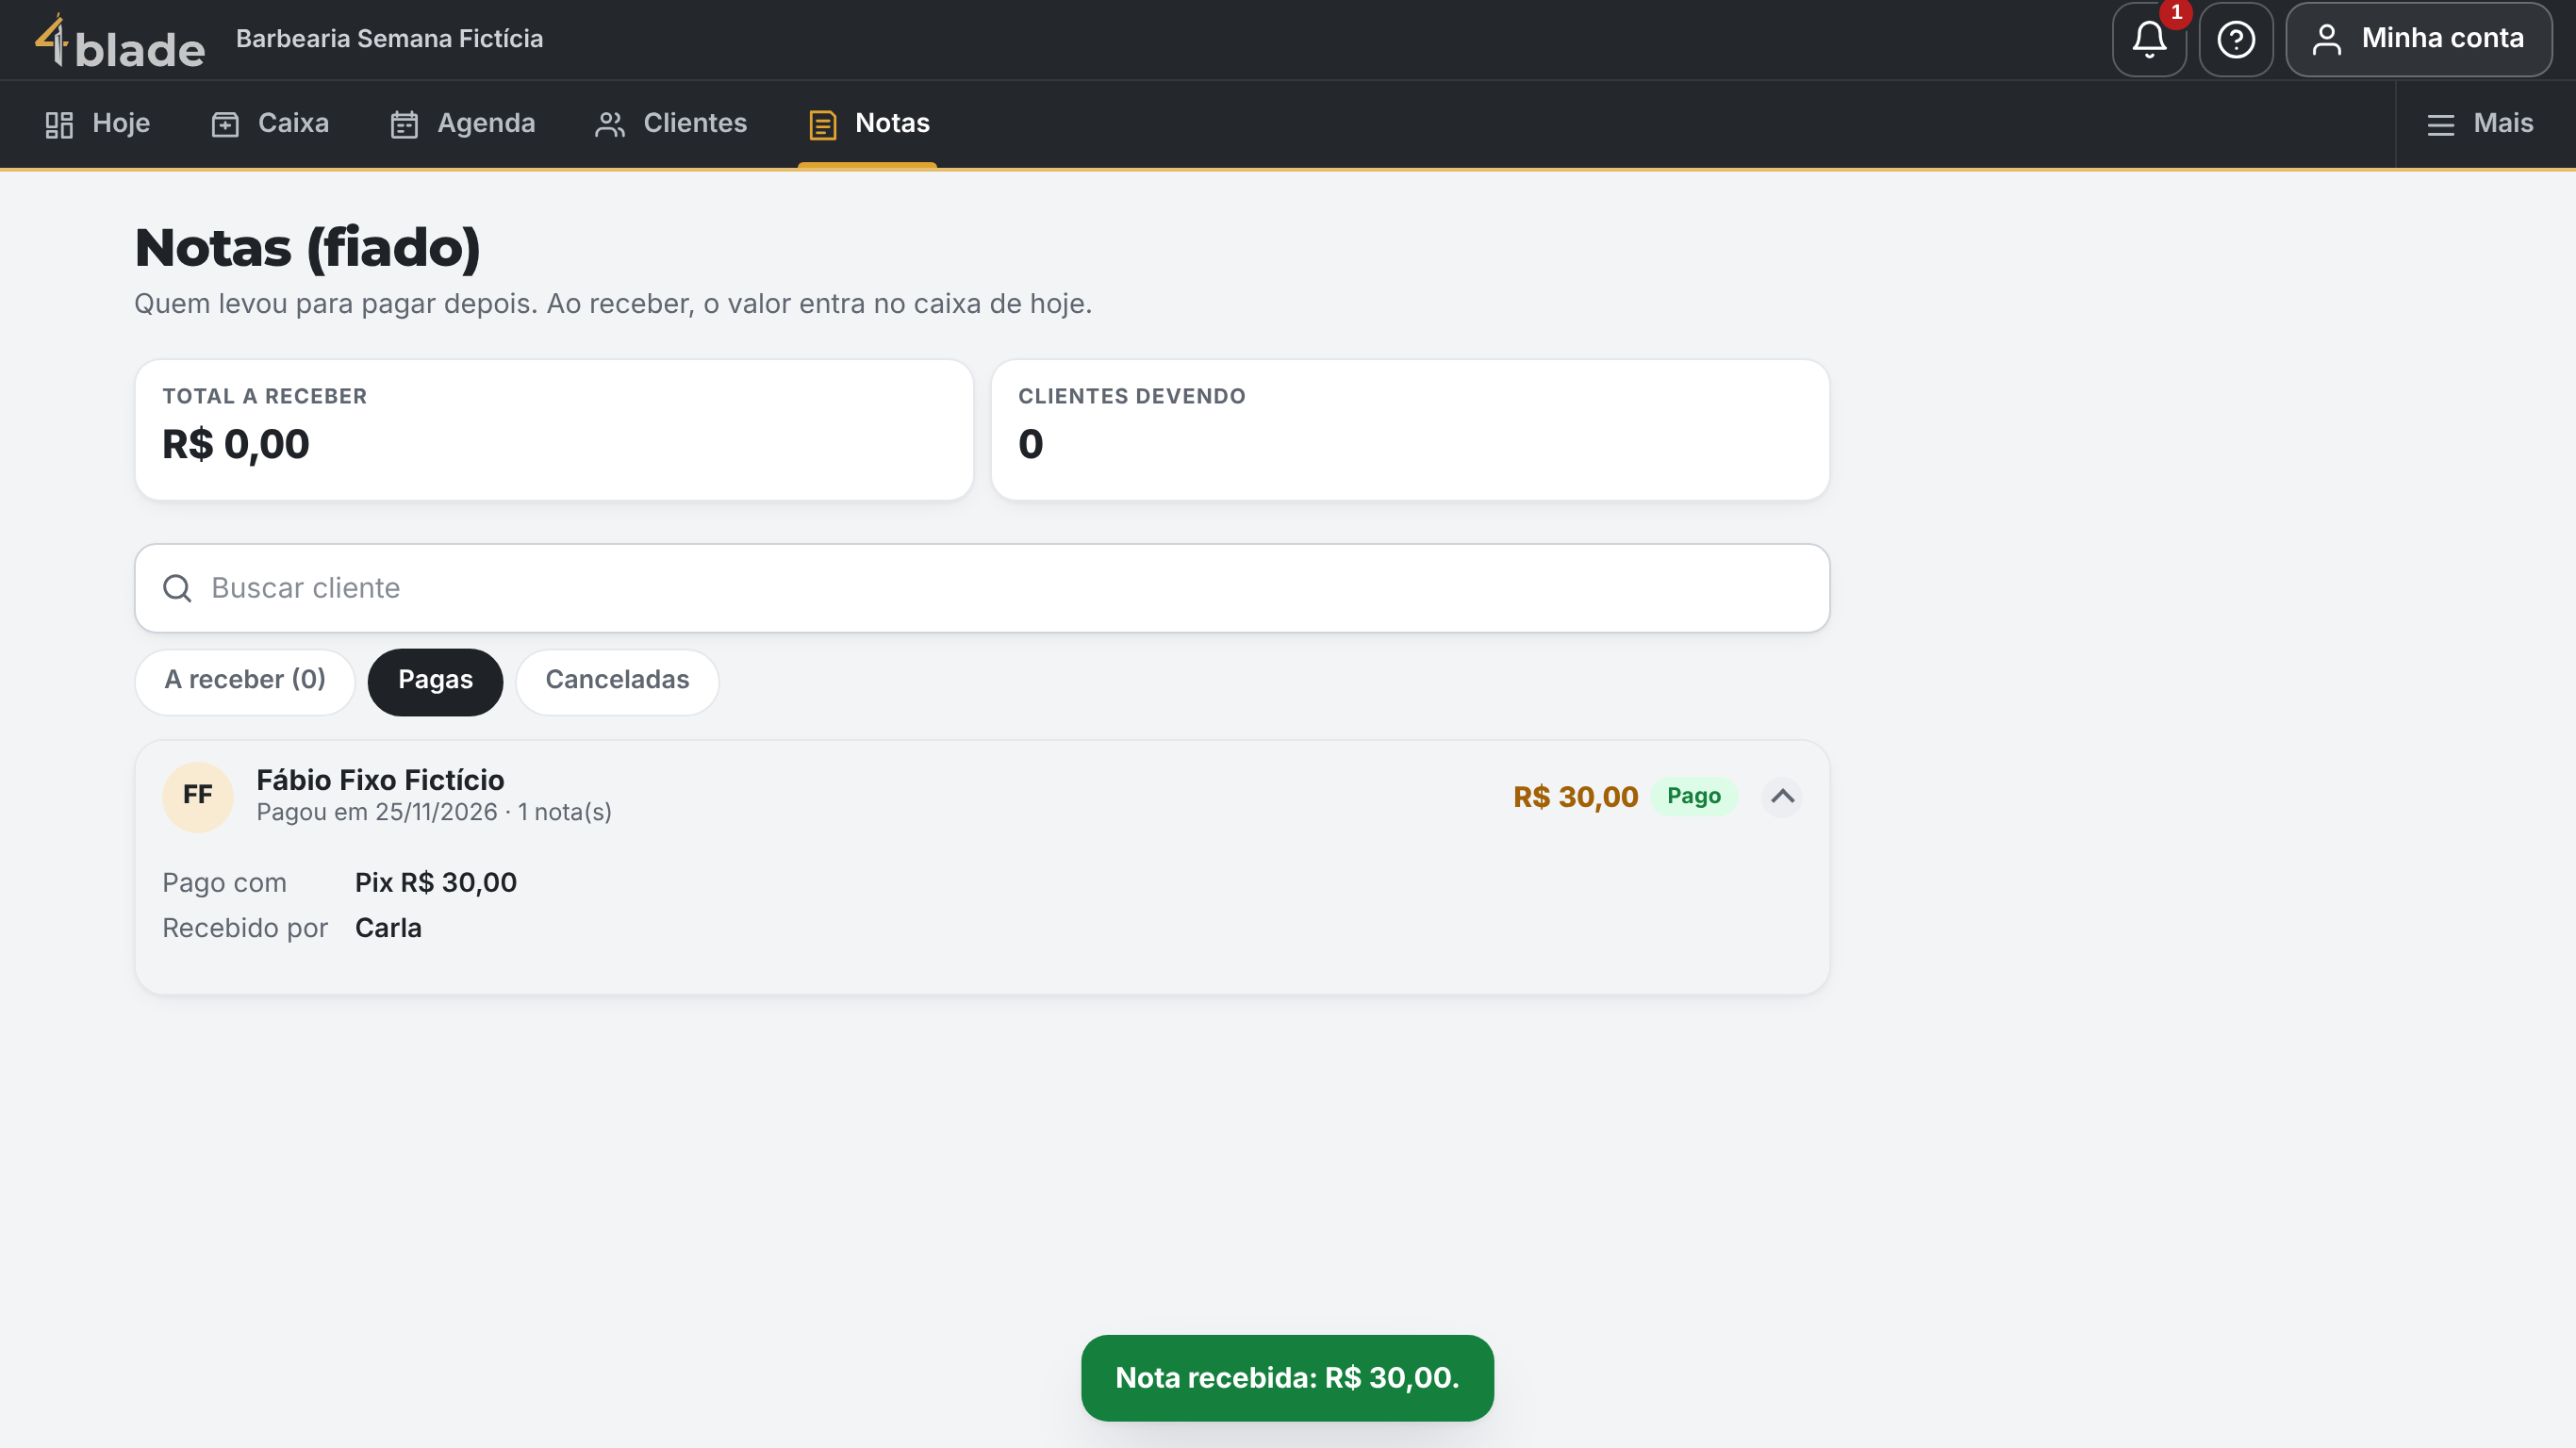 4blade
Barbearia Semana Fictícia
1
Minha conta
Hoje
Caixa
Agenda
Clientes
Notas
Mais
Notas (fiado)
Quem levou para pagar depois. Ao receber, o valor entra no caixa de hoje.
TOTAL A RECEBER
R$ 0,00
CLIENTES DEVENDO
0
Buscar cliente
A receber (0)
Pagas
Canceladas
FF
Fábio Fixo Fictício
Pagou em 25/11/2026 · 1 nota(s)
R$ 30,00
Pago
Pago com Pix R$ 30,00
Recebido por Carla
Nota recebida: R$ 30,00.